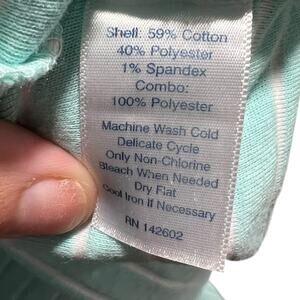 Shell: 59% Cotton
40% Polyester
1% Spandex
Combo:
100% Polyester
Machine Wash Cold
Delicate Cycle
Only Non-Chlorine
Bleach When Needed
Dry Flat
Cool Iron If Necessary
RN 142602